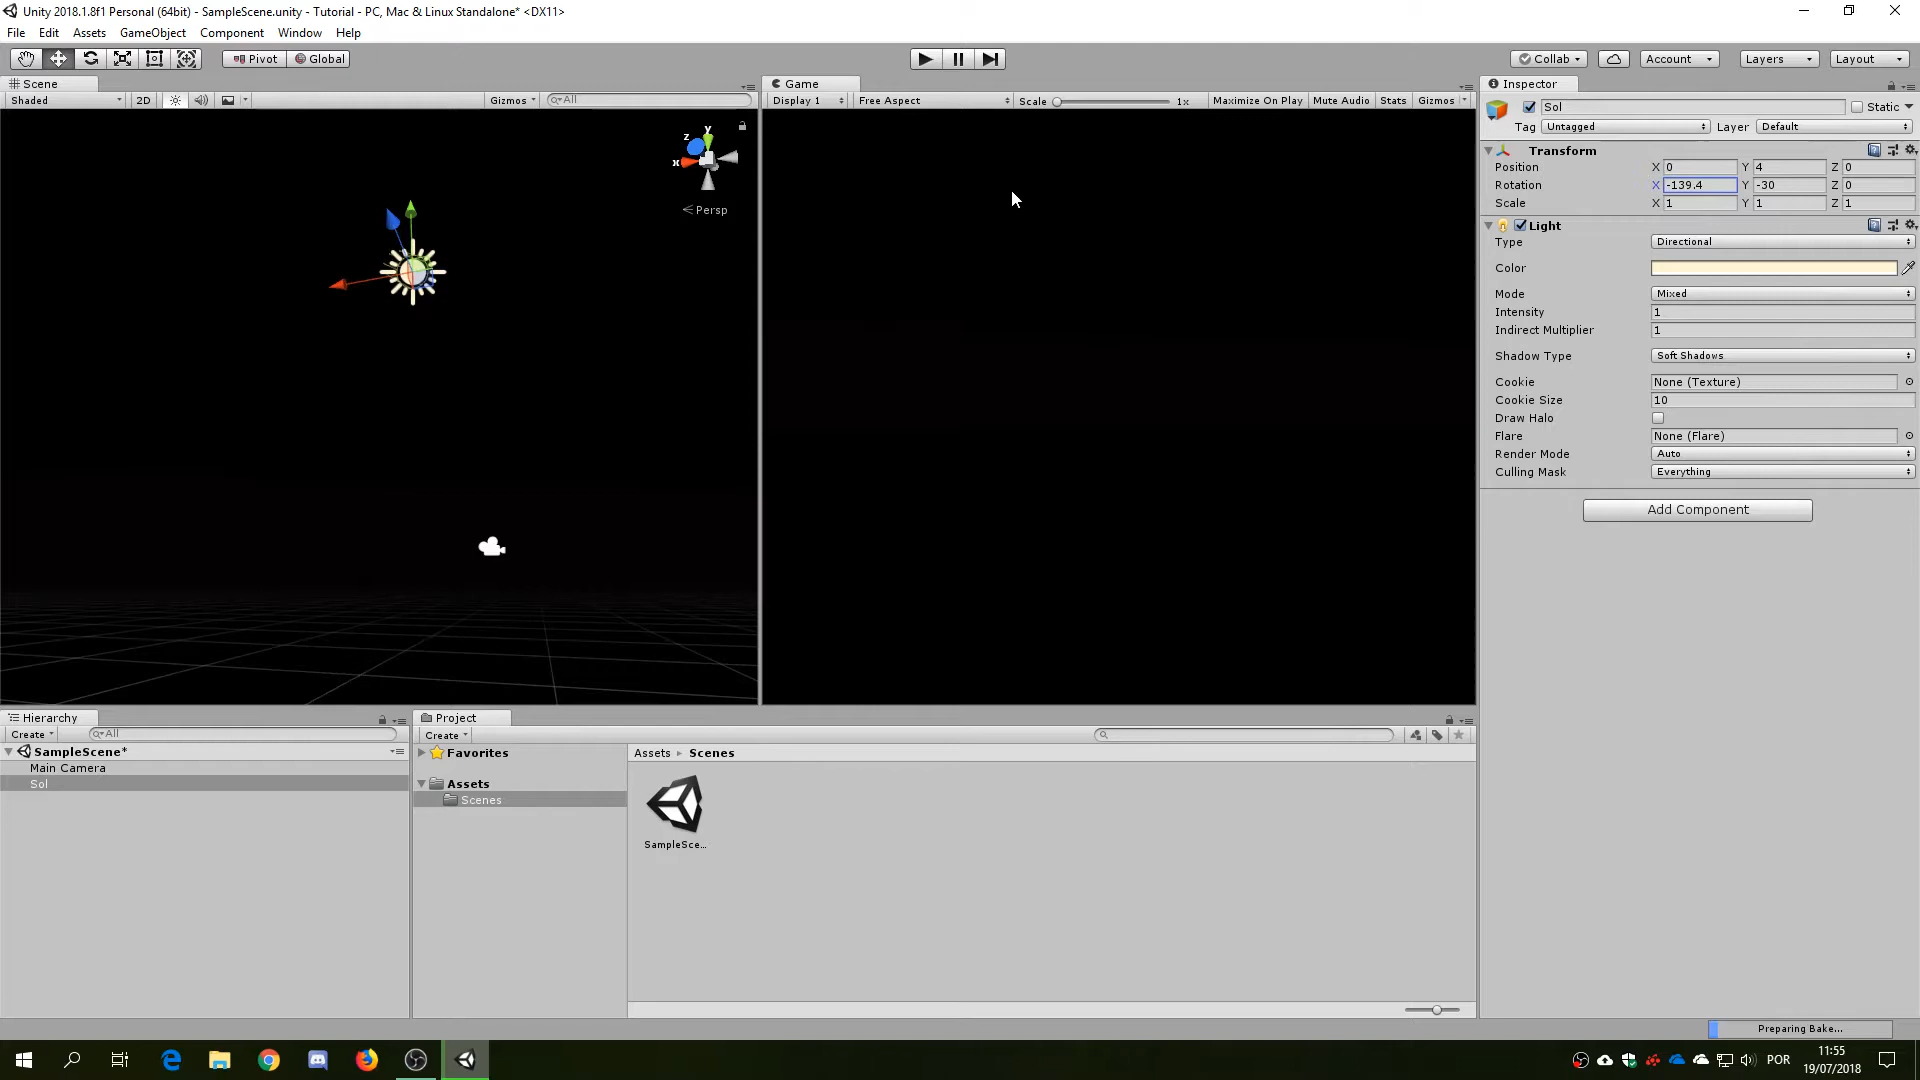 Unity 2018.1.8f1 Personal (64bit) - SampleScene.unity - Tutorial - PC, Mac & Linux Standalone* <DX11>
File Edit Assets GameObject Component Window Help
Pivot Global Collab Account Layers Layout
Scene Game Inspector
Shaded 2D Gizmos All Display 1 Free Aspect Scale 1x Maximize On Play Mute Audio Stats Gizmos
Sol Static
Tag Untagged Layer Default
y
z
x
Persp
Transform
Position X 0 Y 4 Z 0
Rotation X -139.4 Y -30 Z 0
Scale X 1 Y 1 Z 1
Light
Type Directional
Color
Mode Mixed
Intensity 1
Indirect Multiplier 1
Shadow Type Soft Shadows
Cookie None (Texture)
Cookie Size 10
Draw Halo
Flare None (Flare)
Render Mode Auto
Culling Mask Everything
Add Component
Hierarchy Project
Create All Create
SampleScene*
Main Camera
Sol
Favorites
Assets
Scenes
Assets Scenes
SampleSce...
Preparing Bake...
POR
11:55
19/07/2018